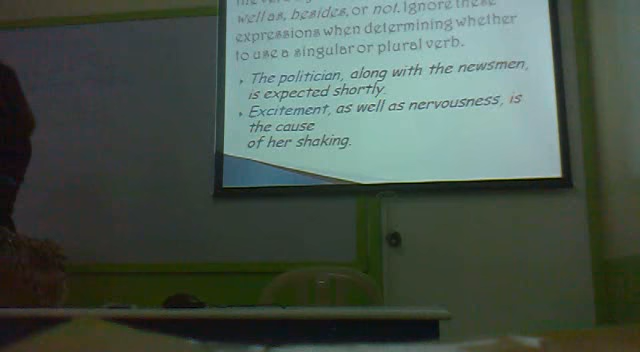 well as, besides, or not. Ignore these
expressions when determining whether
to use a singular or plural verb.
The politician, along with the newsmen,
is expected shortly.
Excitement, as well as nervousness, is
the cause
of her shaking.